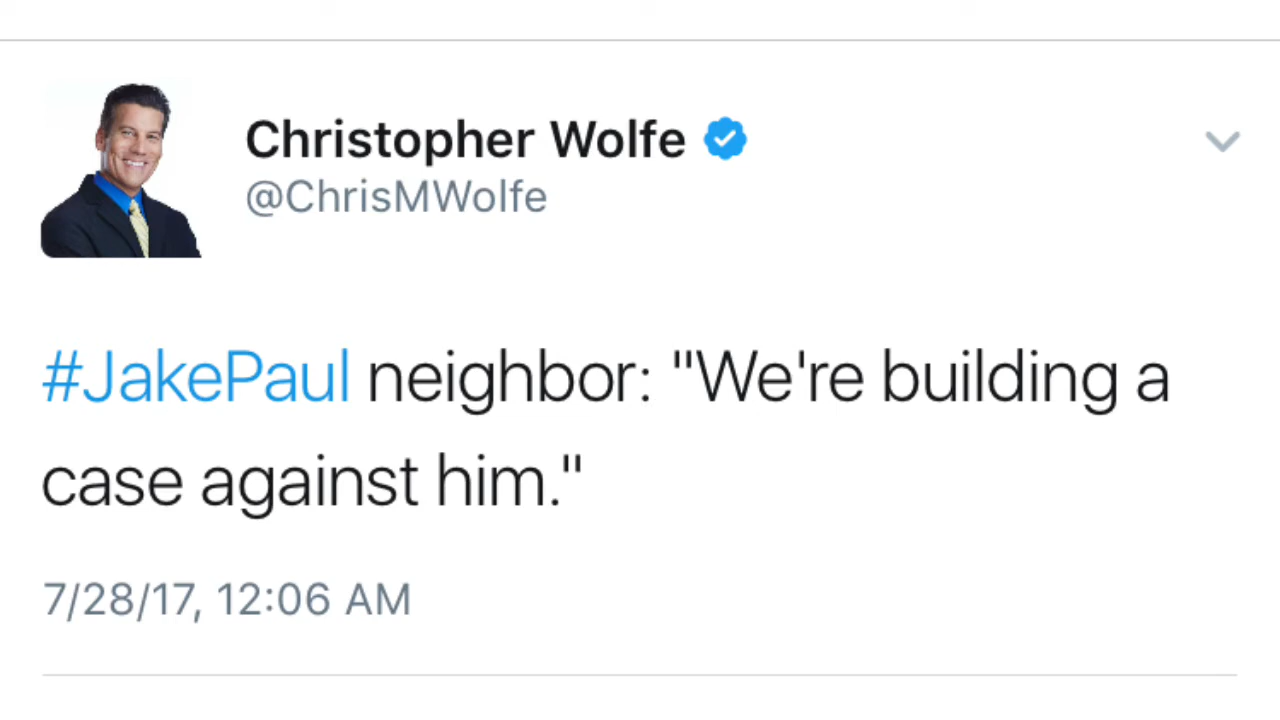 Christopher Wolfe
@ChrisMWolfe
#JakePaul neighbor: "We're building a
case against him."
7/28/17, 12:06 AM